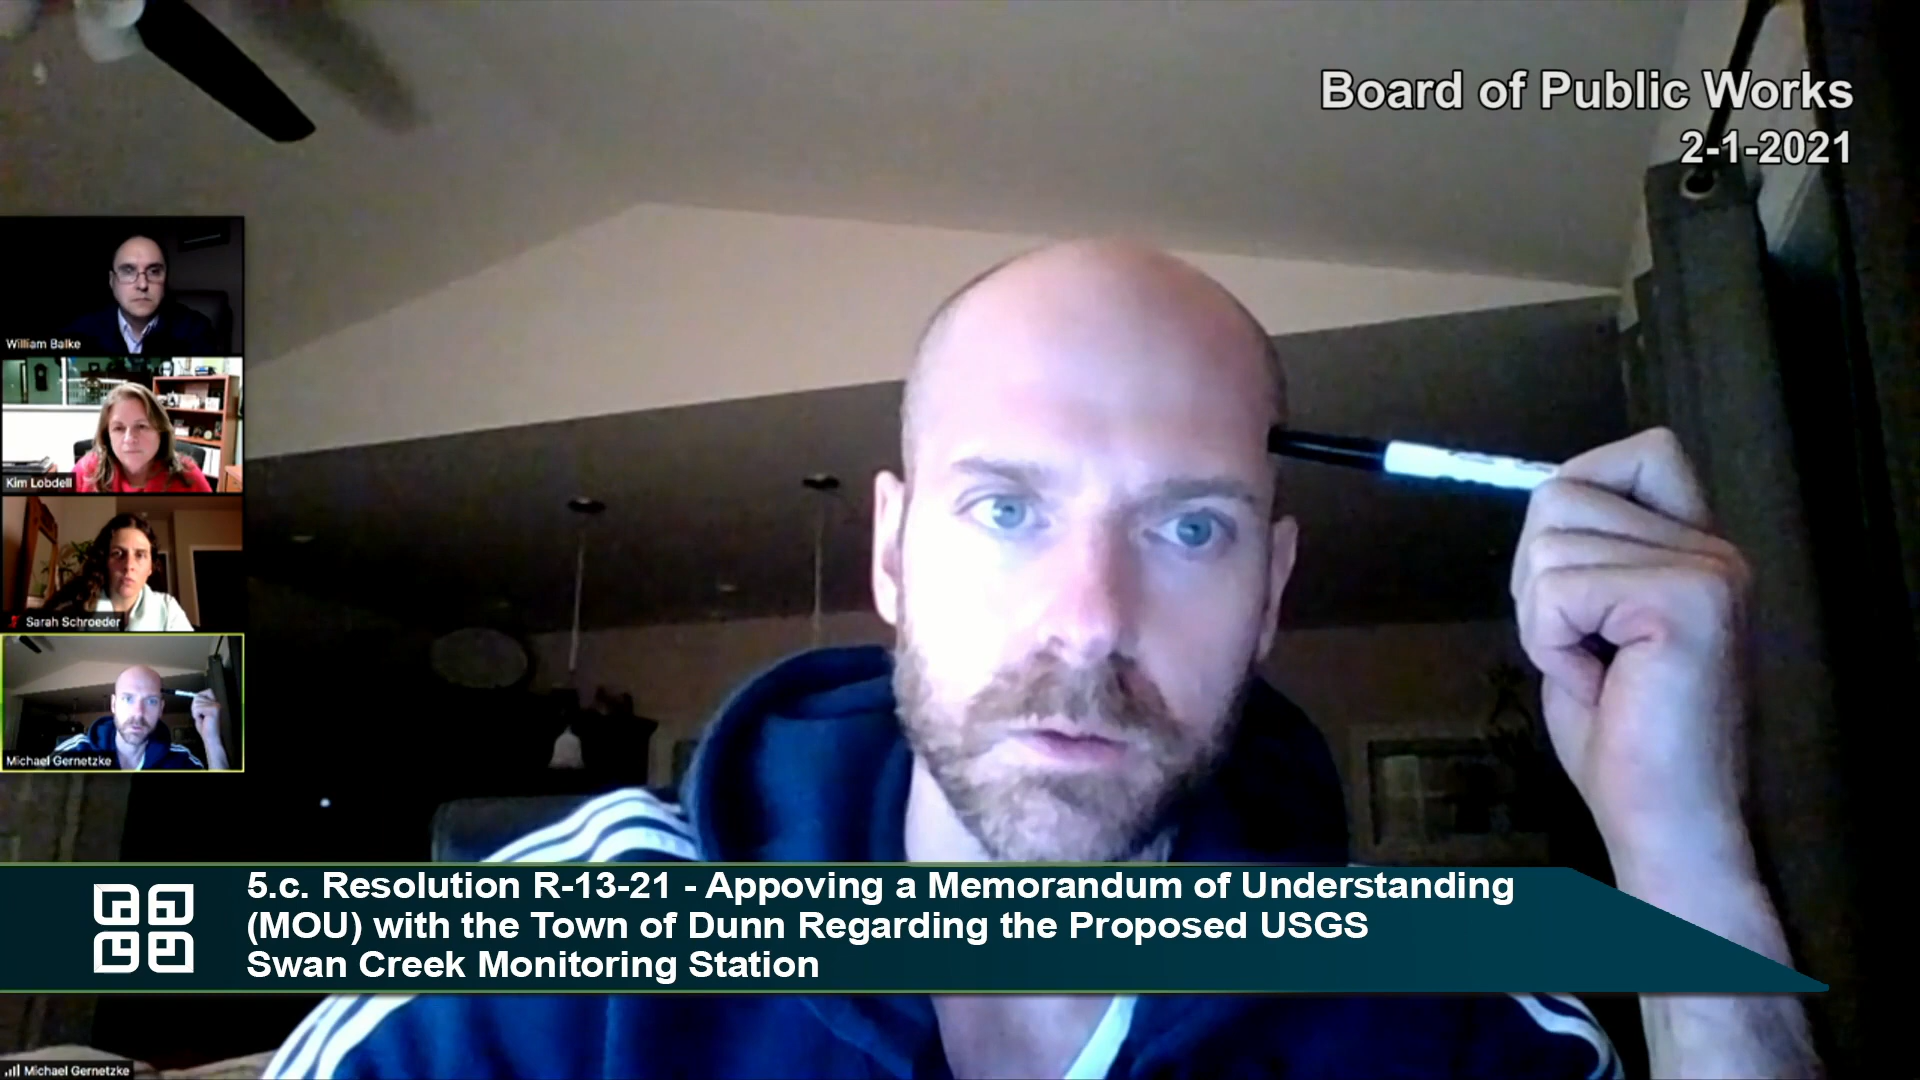 Board of Public Works
2-1-2021
William Balke
Kim Lobdell
Sarah Schroeder
Michael Gernetzke
5.c. Resolution R-13-21 - Appoving a Memorandum of Understanding
(MOU) with the Town of Dunn Regarding the Proposed USGS
Swan Creek Monitoring Station
Michael Gernetzke